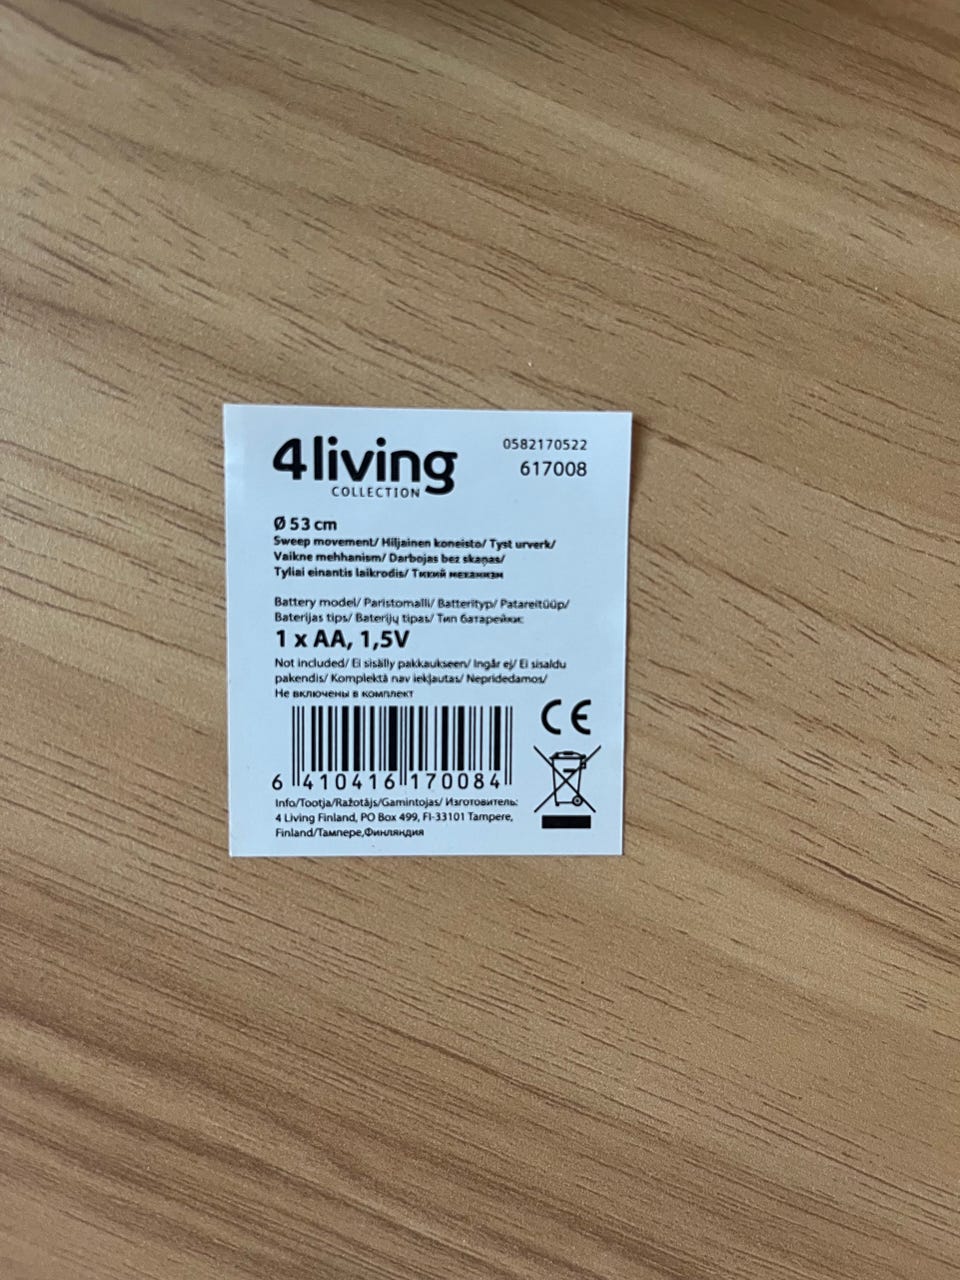 4living
COLLECTION
0582170522
617008
Ø 53 cm
Sweep movement/ Hiljainen koneisto/ Tyst urverk/
Vaikne mehhanism/ Darbojas bez skaņas/
Tyliai einantis laikrodis/ Тихий механизм
Battery model/ Paristomalli/ Batterityp/ Patareitüüp/
Baterijas tips/ Baterijų tipas/ Тип батарейки:
1 x AA, 1,5V
Not included/ Ei sisälly pakkaukseen/ Ingår ej/ Ei sisaldu
pakendis/ Komplektā nav iekļautas/ Nepridedamos/
Не включены в комплект
CE
6 410416 170084
Info/Tootja/Ražotājs/Gamintojas/ Изготовитель:
4 Living Finland, PO Box 499, FI-33101 Tampere,
Finland/Тампере,Финляндия